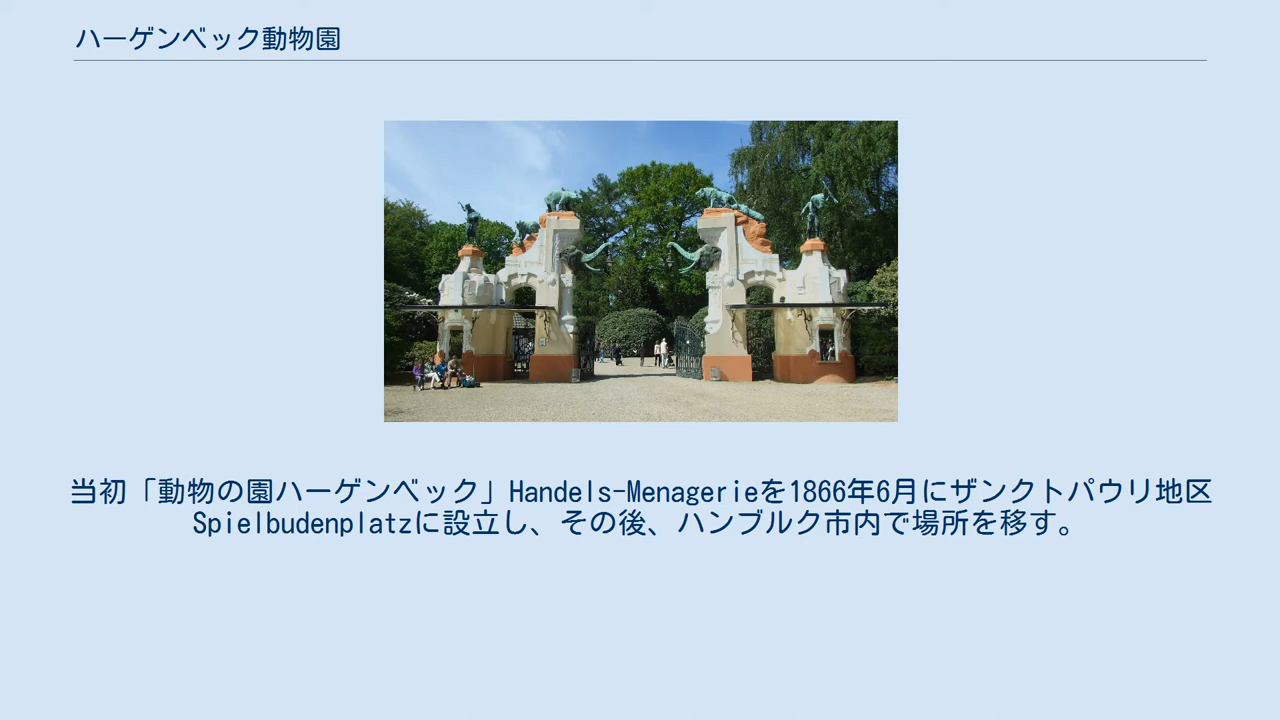 ハーゲンベック動物園
当初「動物の園ハーゲンベック」Handels-Menagerieを1866年6月にザンクトパウリ地区
Spielbudenplatzに設立し、その後、ハンブルク市内で場所を移す。